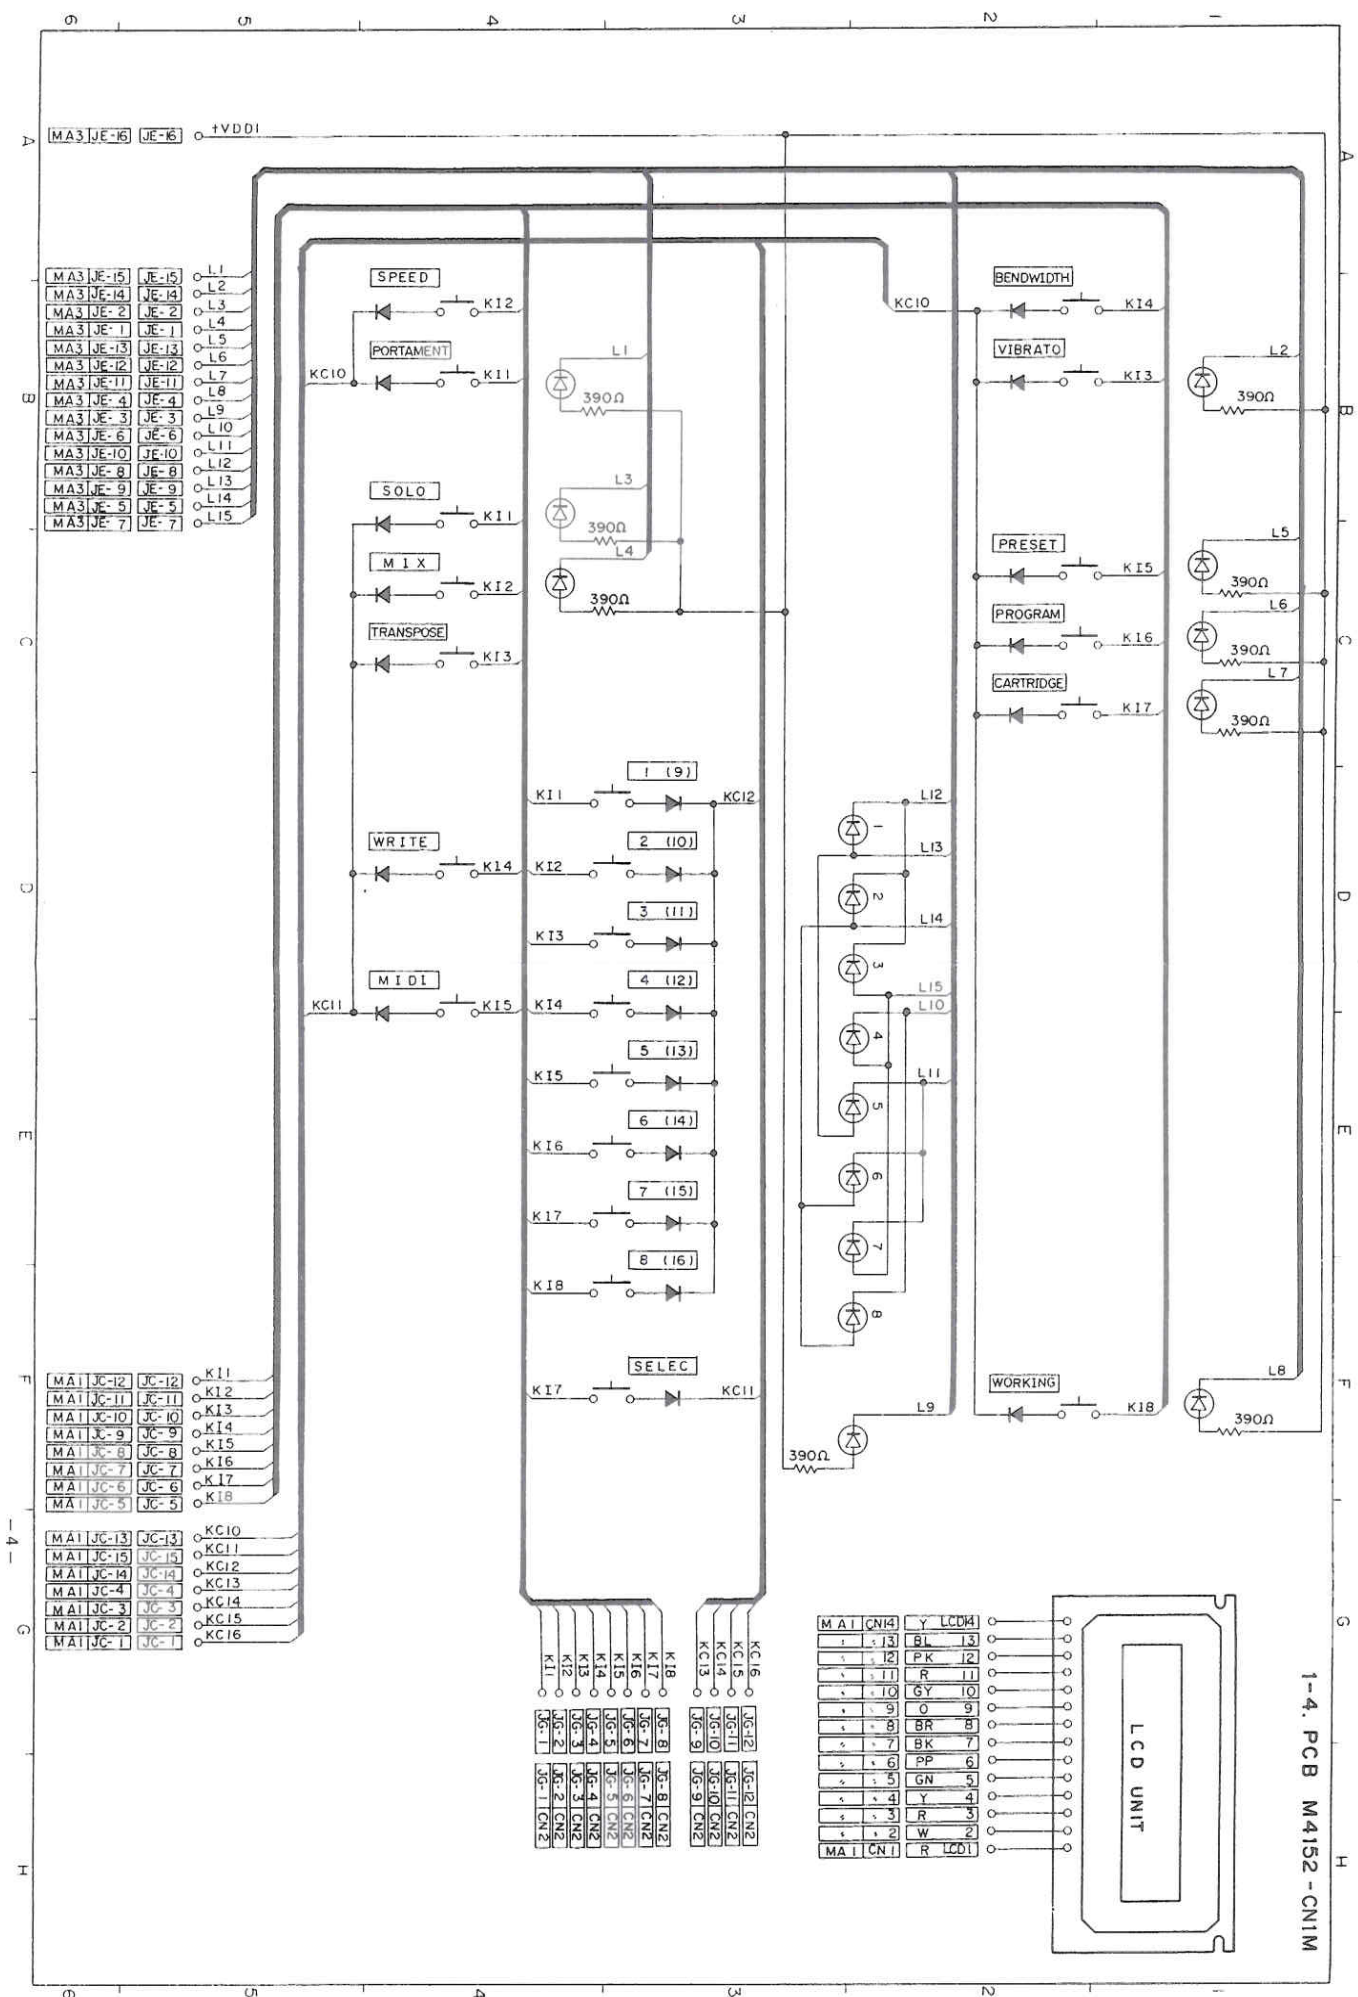 6 5 4 3 2 1
A
MA3 JE-16 JE-16 +VDD1
A
MA3 JE-15 JE-15 L1
MA3 JE-14 JE-14 L2
MA3 JE-2 JE-2 L3
MA3 JE-1 JE-1 L4
MA3 JE-13 JE-13 L5
MA3 JE-12 JE-12 L6
MA3 JE-11 JE-11 L7
MA3 JE-4 JE-4 L8
MA3 JE-3 JE-3 L9
MA3 JE-6 JE-6 L10
MA3 JE-10 JE-10 L11
MA3 JE-8 JE-8 L12
MA3 JE-9 JE-9 L13
MA3 JE-5 JE-5 L14
MA3 JE-7 JE-7 L15
B
SPEED
KI2
PORTAMENT
KC10
KI1
SOLO
KI1
MIX
KI2
TRANSPOSE
KI3
WRITE
KI4
MIDI
KC11
KI5
L1
390Ω
L3
390Ω
L4
390Ω
KC10
BENDWIDTH
KI4
VIBRATO
KI3
PRESET
KI5
PROGRAM
KI6
CARTRIDGE
KI7
WORKING
KI8
L2
390Ω
B
L5
390Ω
L6
390Ω
L7
390Ω
L8
390Ω
C
C
1 (9)
KI1
KC12
2 (10)
KI2
3 (11)
KI3
4 (12)
KI4
5 (13)
KI5
6 (14)
KI6
7 (15)
KI7
8 (16)
KI8
SELEC
KI7
KC11
L12
1
L13
2
L14
3
L15
L10
4
L11
5
6
7
8
L9
390Ω
D
D
E
E
F
F
MA1 JC-12 JC-12 KI1
MA1 JC-11 JC-11 KI2
MA1 JC-10 JC-10 KI3
MA1 JC-9 JC-9 KI4
MA1 JC-8 JC-8 KI5
MA1 JC-7 JC-7 KI6
MA1 JC-6 JC-6 KI7
MA1 JC-5 JC-5 KI8
MA1 JC-13 JC-13 KC10
MA1 JC-15 JC-15 KC11
MA1 JC-14 JC-14 KC12
MA1 JC-4 JC-4 KC13
MA1 JC-3 JC-3 KC14
MA1 JC-2 JC-2 KC15
MA1 JC-1 JC-1 KC16
-4-
G
G
KI1 JG-1 JG-1 CN2
KI2 JG-2 JG-2 CN2
KI3 JG-3 JG-3 CN2
KI4 JG-4 JG-4 CN2
KI5 JG-5 JG-5 CN2
KI6 JG-6 JG-6 CN2
KI7 JG-7 JG-7 CN2
KI8 JG-8 JG-8 CN2
KC13 JG-9 JG-9 CN2
KC14 JG-10 JG-10 CN2
KC15 JG-11 JG-11 CN2
KC16 JG-12 JG-12 CN2
MA1 CN14 Y LCD14
13 BL 13
12 PK 12
11 R 11
10 GY 10
9 O 9
8 BR 8
7 BK 7
6 PP 6
5 GN 5
4 Y 4
3 R 3
2 W 2
MA1 CN1 R LCD1
LCD UNIT
1-4. PCB M4152-CN1M
H
H
6 5 4 3 2 1